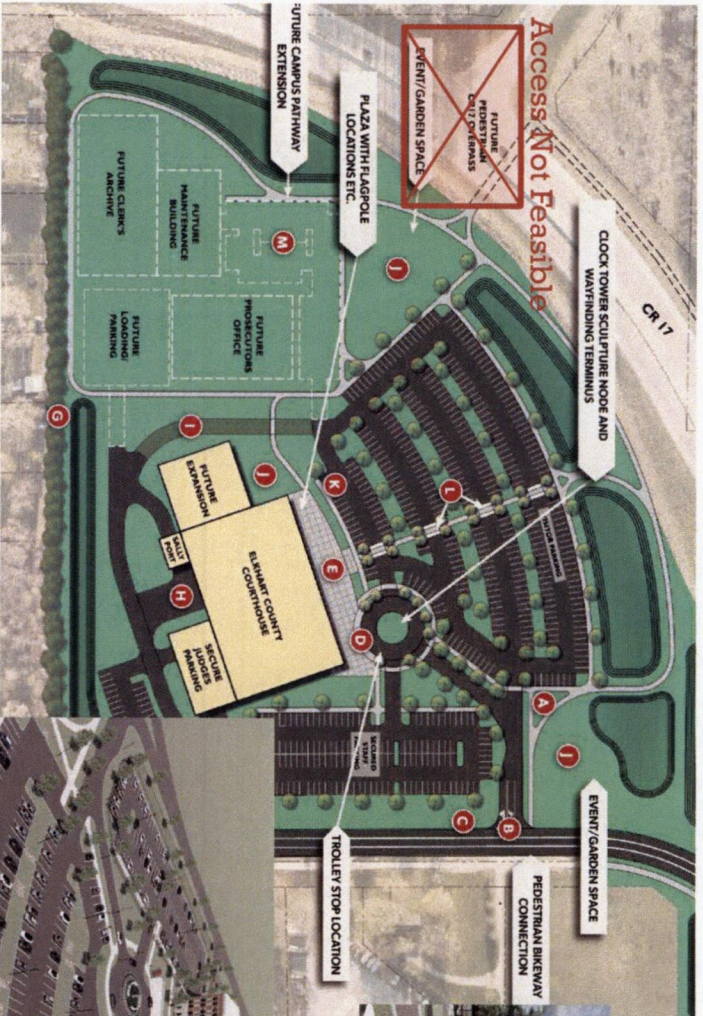 Access Not Feasible
FUTURE
PEDESTRIAN
CR17 OVERPASS
EVENT/GARDEN SPACE
FUTURE CAMPUS PATHWAY
EXTENSION
PLAZA WITH FLAGPOLE
LOCATIONS ETC.
CLOCK TOWER SCULPTURE NODE AND
WAYFINDING TERMINUS
CR 17
FUTURE CLERK'S
ARCHIVE
FUTURE
MAINTENANCE
BUILDING
M
J
FUTURE
LOADING/
PARKING
FUTURE
PROSECUTORS
OFFICE
G
I
J
K
L
PARKING
FUTURE
EXPANSION
SALLY
PORT
ELKHART COUNTY
COURTHOUSE
E
H
D
SECURE
JUDGES
PARKING
A
J
SECURED
STAFF
PARKING
C
B
EVENT/GARDEN SPACE
TROLLEY STOP LOCATION
PEDESTRIAN BIKEWAY
CONNECTION